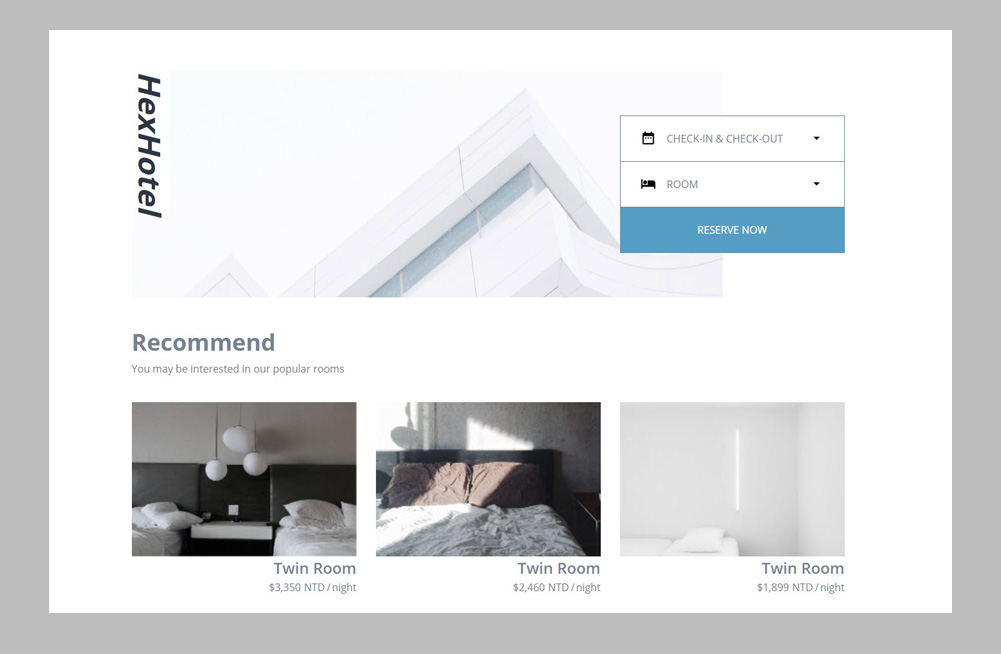 HexHotel
CHECK-IN & CHECK-OUT
ROOM
RESERVE NOW
Recommend
You may be interested in our popular rooms
Twin Room
$3,350 NTD / night
Twin Room
$2,460 NTD / night
Twin Room
$1,899 NTD / night